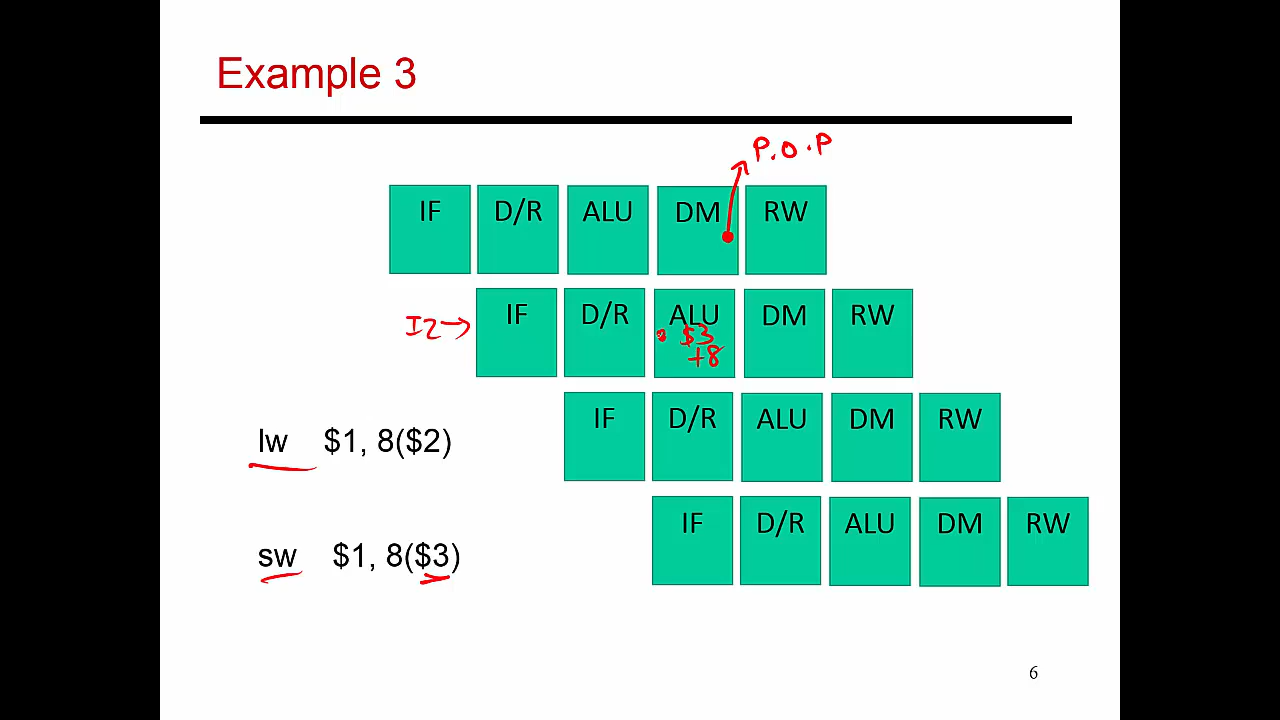 Example 3
P.O.P
IF D/R ALU DM RW
I2→ IF D/R ALU DM RW
$3
+8
IF D/R ALU DM RW
lw $1, 8($2)
IF D/R ALU DM RW
sw $1, 8($3)
6